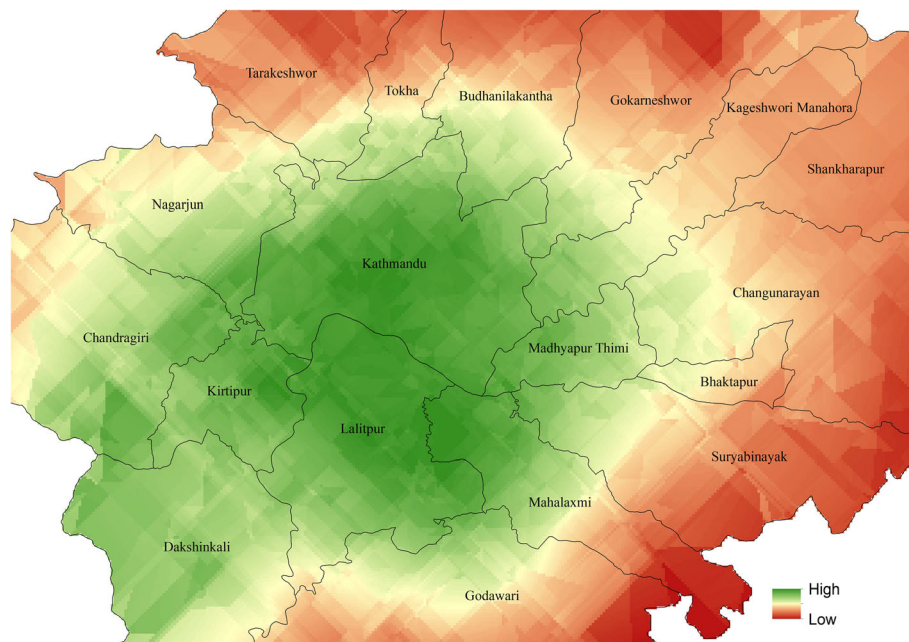 Tarakeshwor
Tokha
Budhanilakantha
Gokarneshwor
Kageshwori Manahora
Shankharapur
Nagarjun
Kathmandu
Changunarayan
Chandragiri
Madhyapur Thimi
Kirtipur
Bhaktapur
Lalitpur
Suryabinayak
Mahalaxmi
Dakshinkali
Godawari
High
Low